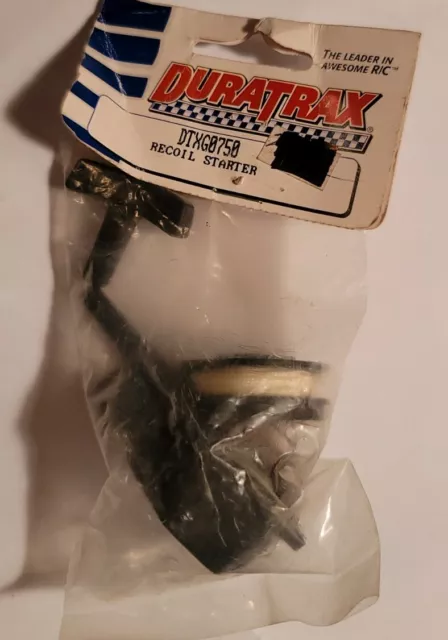 THE LEADER IN
AWESOME R/C™
DURATRAX®
DTXG0750
RECOIL STARTER